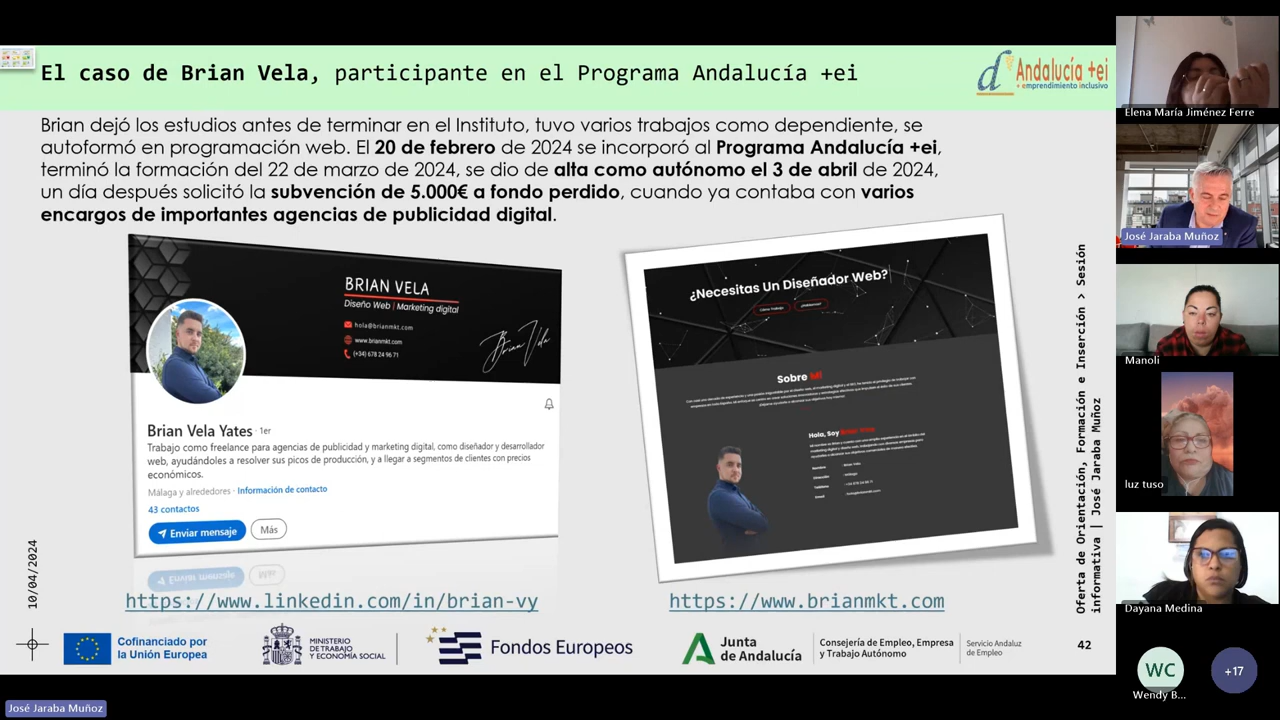 El caso de Brian Vela, participante en el Programa Andalucía +ei
Andalucía +ei
+ emprendimiento inclusivo
Brian dejó los estudios antes de terminar en el Instituto, tuvo varios trabajos como dependiente, se
autoformó en programación web. El 20 de febrero de 2024 se incorporó al Programa Andalucía +ei,
terminó la formación del 22 de marzo de 2024, se dio de alta como autónomo el 3 de abril de 2024,
un día después solicitó la subvención de 5.000€ a fondo perdido, cuando ya contaba con varios
encargos de importantes agencias de publicidad digital.
BRIAN VELA
Diseño Web | Marketing digital
hola@brianmkt.com
www.brianmkt.com
(+34) 678 24 96 71
Brian Vela
Brian Vela Yates · 1er
Trabajo como freelance para agencias de publicidad y marketing digital, como diseñador y desarrollador
web, ayudándoles a resolver sus picos de producción, y a llegar a segmentos de clientes con precios
económicos.
Málaga y alrededores · Información de contacto
43 contactos
Enviar mensaje
Más
¿Necesitas Un Diseñador Web?
Sobre Mí
Hola, Soy
https://www.linkedin.com/in/brian-vy
https://www.brianmkt.com
10/04/2024
Oferta de Orientación, Formación e Inserción > Sesión
informativa | José Jaraba Muñoz
Cofinanciado por
la Unión Europea
MINISTERIO
DE TRABAJO
Y ECONOMÍA SOCIAL
Fondos Europeos
Junta
de Andalucía
Consejería de Empleo, Empresa
y Trabajo Autónomo
Servicio Andaluz
de Empleo
42
Elena María Jiménez Ferre
José Jaraba Muñoz
Manoli
luz tuso
Dayana Medina
WC
Wendy B...
+17
José Jaraba Muñoz